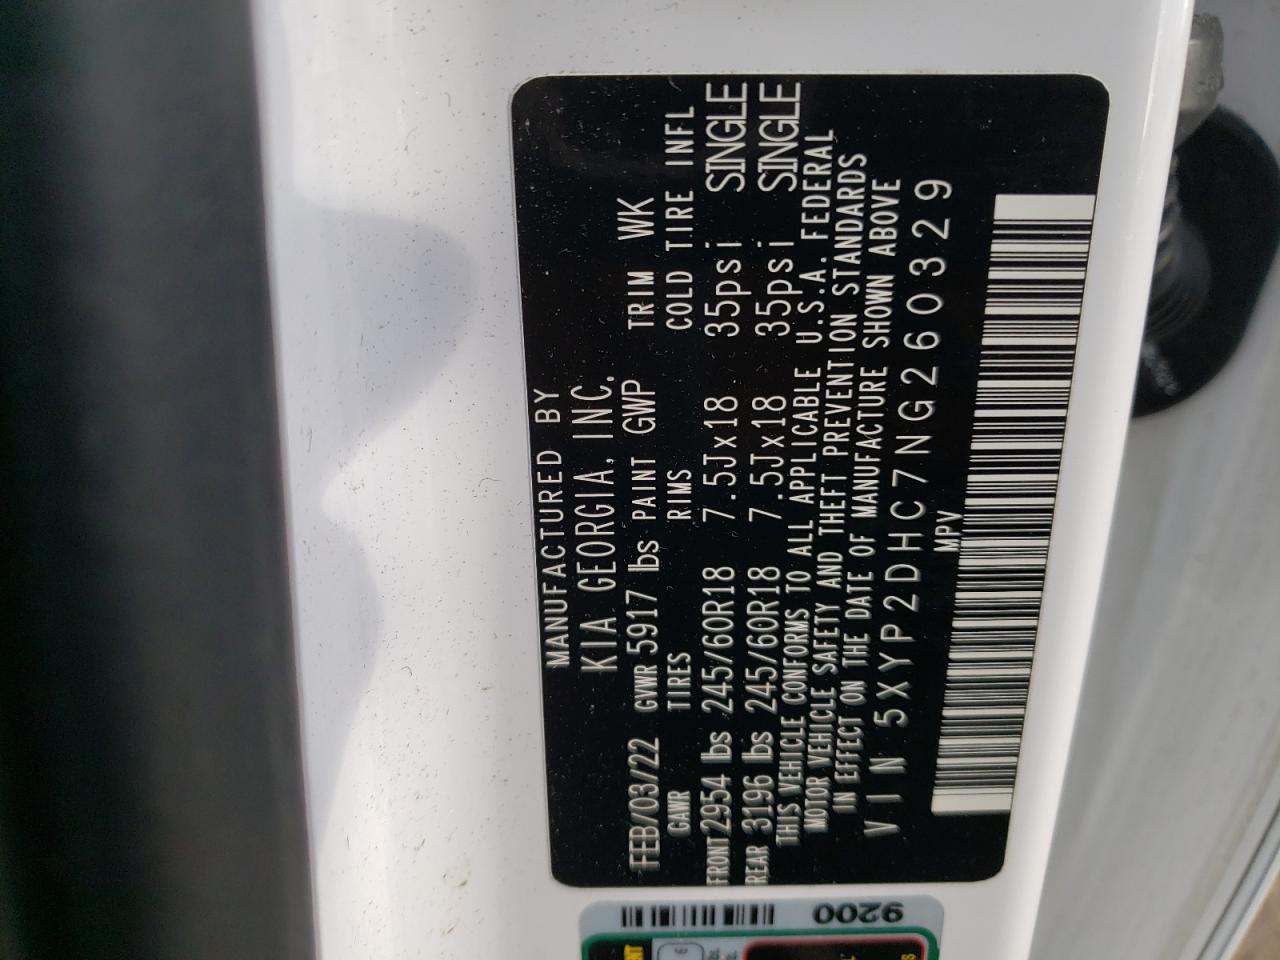 MANUFACTURED BY
KIA GEORGIA, INC.
FEB/03/22 GVWR 5917 lbs PAINT GWP TRIM WK
GAWR TIRES RIMS COLD TIRE INFL
FRONT 2954 lbs 245/60R18 7.5Jx18 35psi SINGLE
REAR 3196 lbs 245/60R18 7.5Jx18 35psi SINGLE
THIS VEHICLE CONFORMS TO ALL APPLICABLE U.S.A. FEDERAL
MOTOR VEHICLE SAFETY AND THEFT PREVENTION STANDARDS
IN EFFECT ON THE DATE OF MANUFACTURE SHOWN ABOVE
VIN 5XYP2DHC7NG260329
MPV
9200